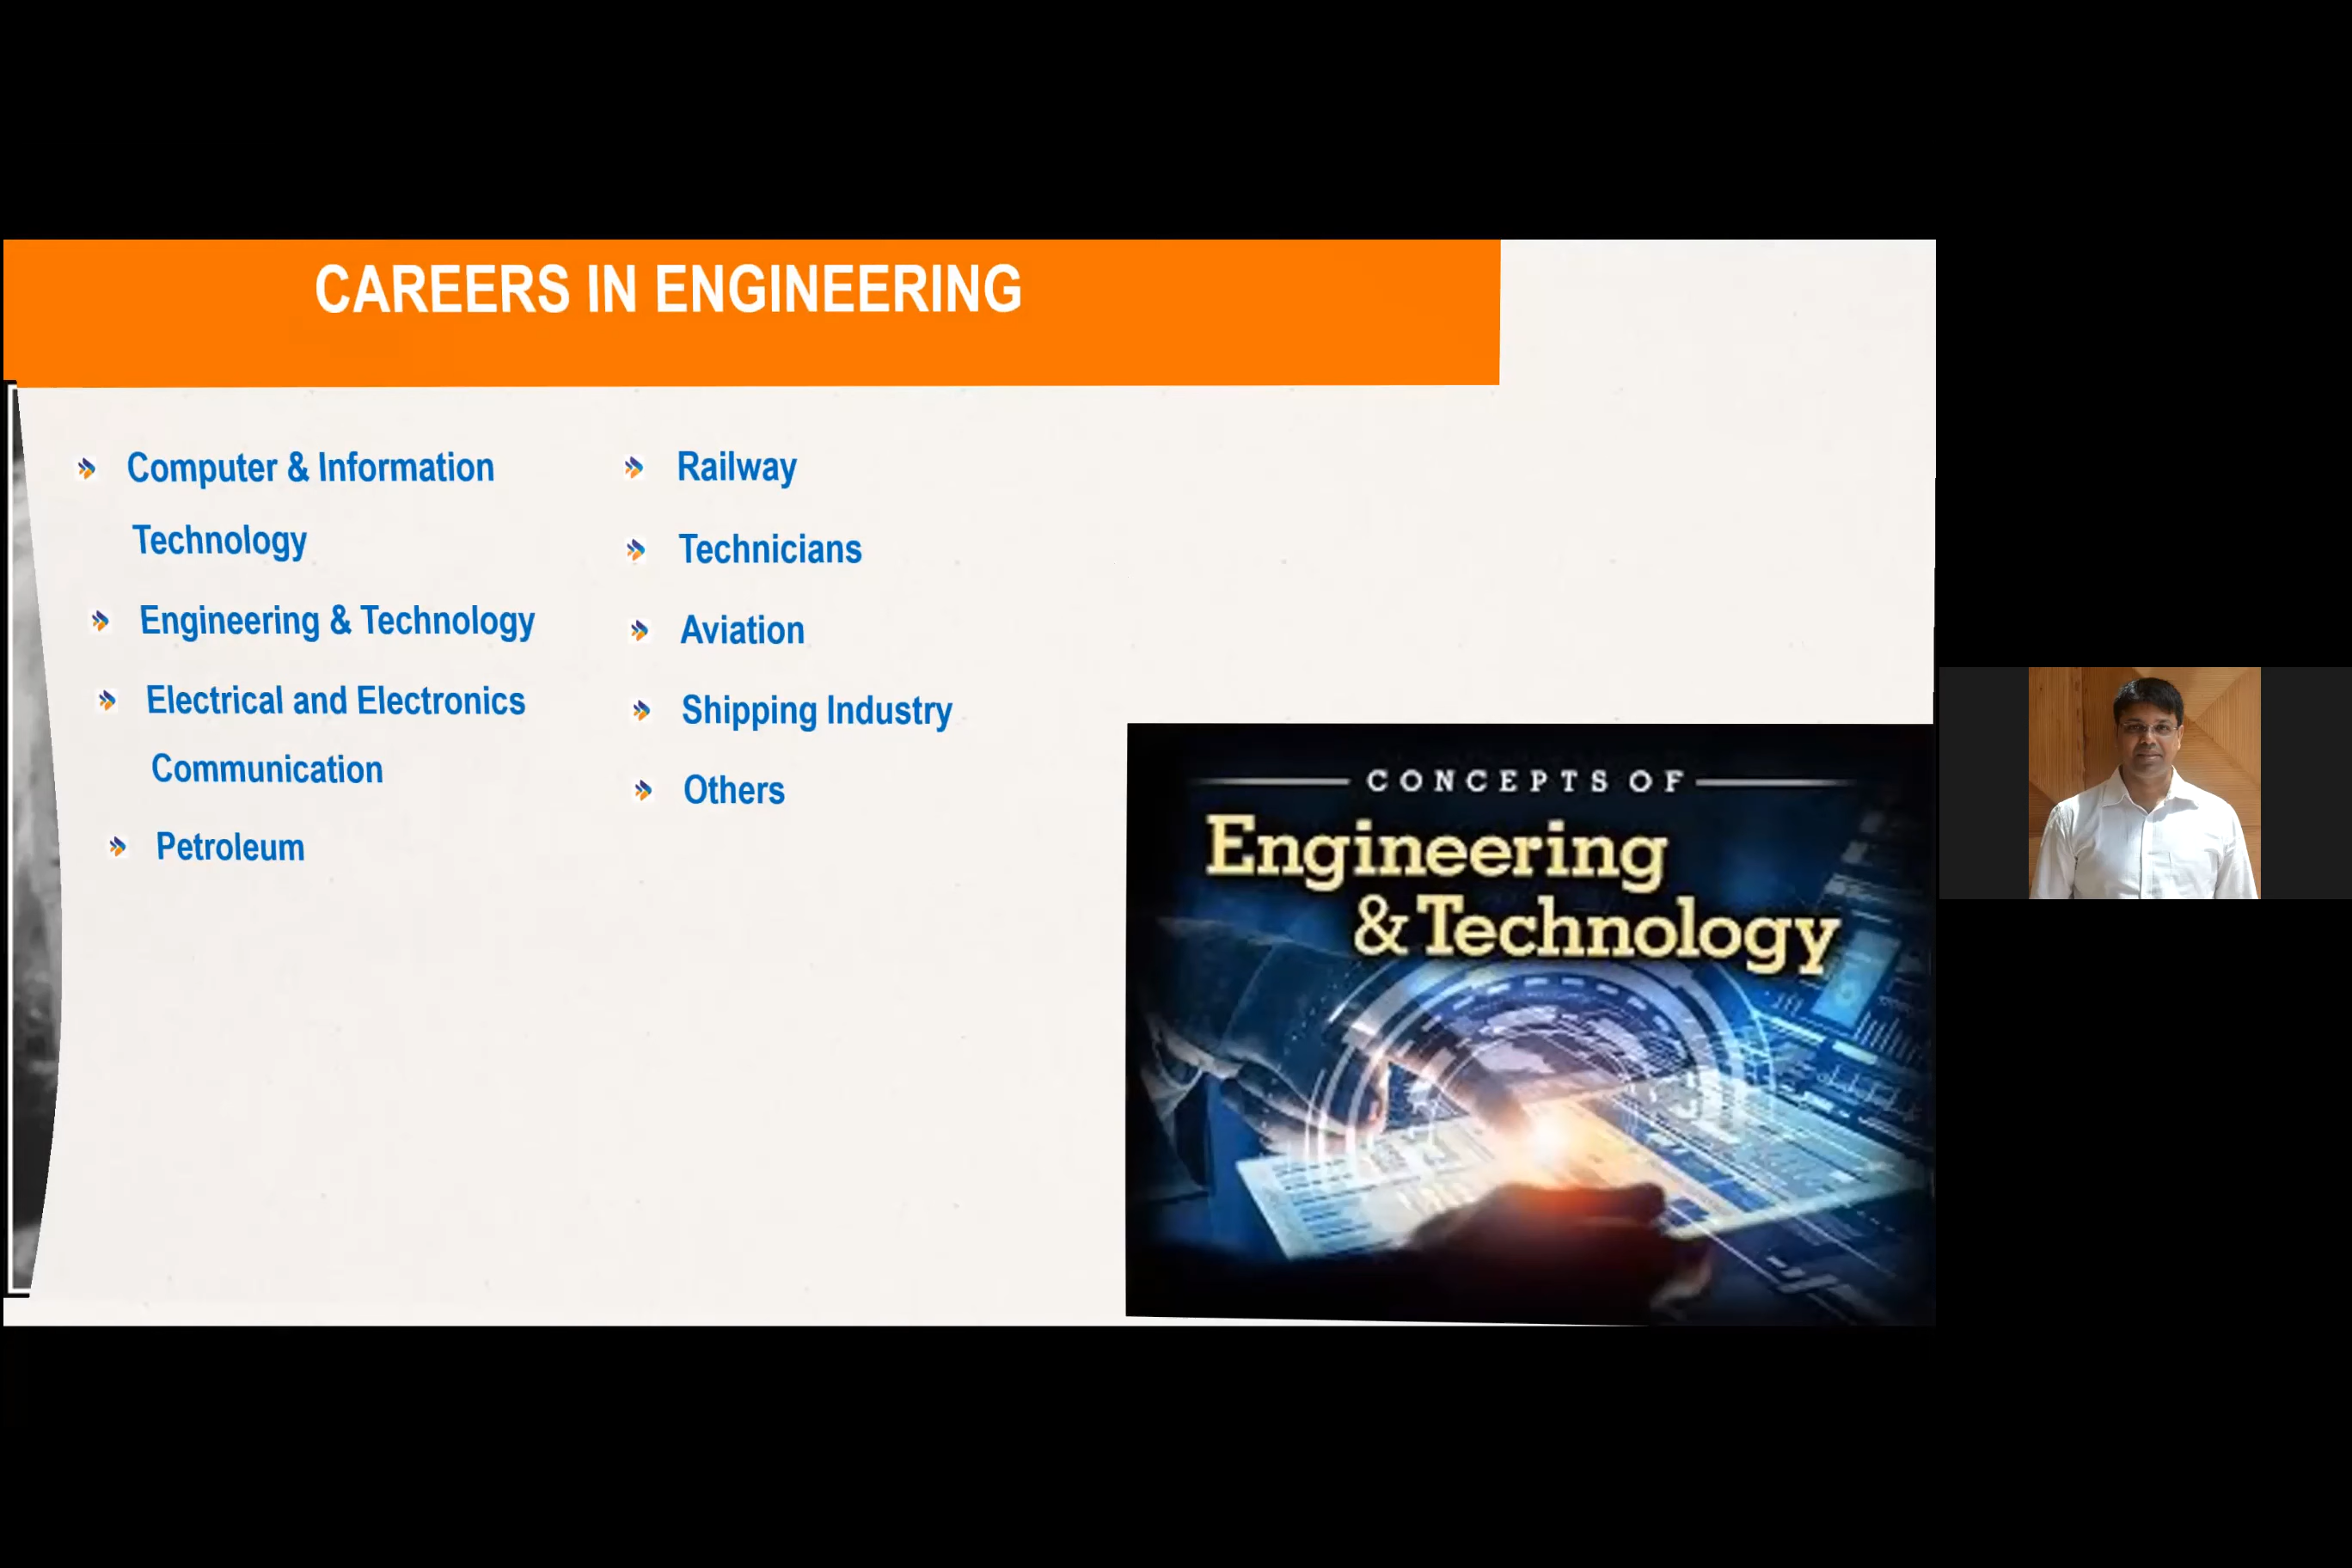 CAREERS IN ENGINEERING
Computer & Information
Technology
Engineering & Technology
Electrical and Electronics
Communication
Petroleum
Railway
Technicians
Aviation
Shipping Industry
Others
CONCEPTS OF
Engineering
& Technology